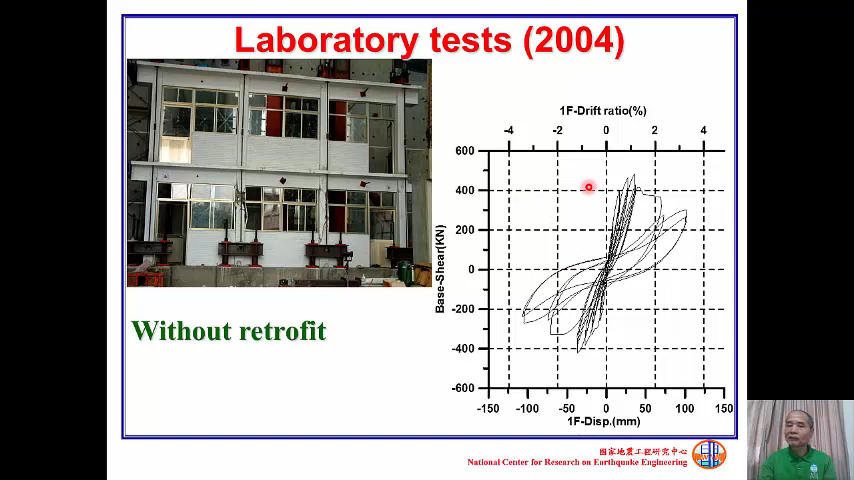 Laboratory tests (2004)
1F-Drift ratio(%)
-4 -2 0 2 4
600
400
200
0
-200
-400
-600
Base-Shear(KN)
-150 -100 -50 0 50 100 150
1F-Disp.(mm)
Without retrofit
國家地震工程研究中心
National Center for Research on Earthquake Engineering